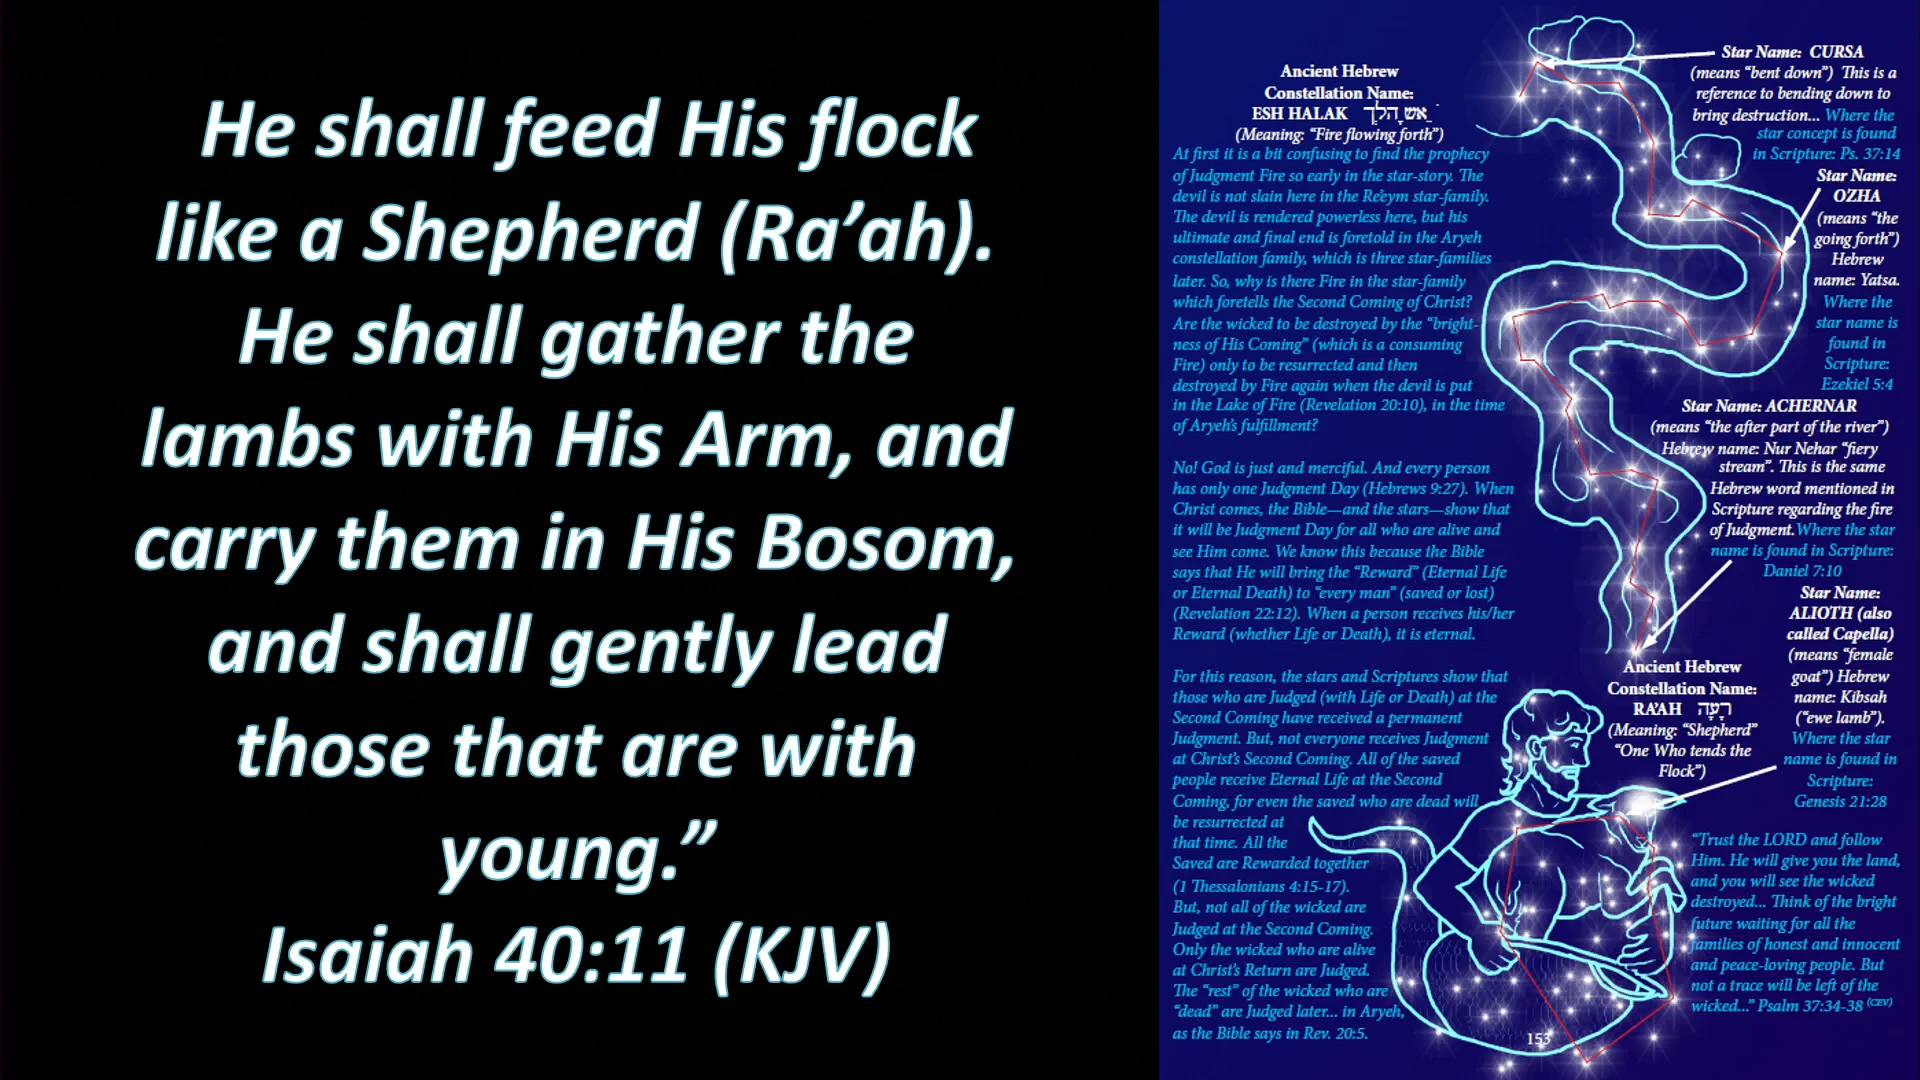 He shall feed His flock
like a Shepherd (Ra’ah).
He shall gather the
lambs with His Arm, and
carry them in His Bosom,
and shall gently lead
those that are with
young.”
Isaiah 40:11 (KJV)
Ancient Hebrew
Constellation Name:
ESH HALAK אֵשׁ הָלַךְ
(Meaning: “Fire flowing forth”)
At first it is a bit confusing to find the prophecy
of Judgment Fire so early in the star-story. The
devil is not slain here in the Re’eym star-family.
The devil is rendered powerless here, but his
ultimate and final end is foretold in the Aryeh
constellation family, which is three star-families
later. So, why is there Fire in the star-family
which foretells the Second Coming of Christ?
Are the wicked to be destroyed by the “bright-
ness of His Coming” (which is a consuming
Fire) only to be resurrected and then
destroyed by Fire again when the devil is put
in the Lake of Fire (Revelation 20:10), in the time
of Aryeh’s fulfillment?
No! God is just and merciful. And every person
has only one Judgment Day (Hebrews 9:27). When
Christ comes, the Bible—and the stars—show that
it will be Judgment Day for all who are alive and
see Him come. We know this because the Bible
says that He will bring the “Reward” (Eternal Life
or Eternal Death) to “every man” (saved or lost)
(Revelation 22:12). When a person receives his/her
Reward (whether Life or Death), it is eternal.
For this reason, the stars and Scriptures show that
those who are Judged (with Life or Death) at the
Second Coming have received a permanent
Judgment. But, not everyone receives Judgment
at Christ’s Second Coming. All of the saved
people receive Eternal Life at the Second
Coming, for even the saved who are dead will
be resurrected at
that time. All the
Saved are Rewarded together
(1 Thessalonians 4:15-17).
But, not all of the wicked are
Judged at the Second Coming.
Only the wicked who are alive
at Christ’s Return are Judged.
The “rest” of the wicked who are
“dead” are Judged later... in Aryeh,
as the Bible says in Rev. 20:5.
Star Name: CURSA
(means “bent down”) This is a
reference to bending down to
bring destruction... Where the
star concept is found
in Scripture: Ps. 37:14
Star Name:
OZHA
(means “the
going forth”)
Hebrew
name: Yatsa.
Where the
star name is
found in
Scripture:
Ezekiel 5:4
Star Name: ACHERNAR
(means “the after part of the river”)
Hebrew name: Nur Nehar “fiery
stream”. This is the same
Hebrew word mentioned in
Scripture regarding the fire
of Judgment. Where the star
name is found in Scripture:
Daniel 7:10
Star Name:
ALIOTH (also
called Capella)
(means “female
goat”) Hebrew
name: Kibsah
(“ewe lamb”).
Where the star
name is found in
Scripture:
Genesis 21:28
Ancient Hebrew
Constellation Name:
RA’AH רָעָה
(Meaning: “Shepherd”
“One Who tends the
Flock”)
“Trust the LORD and follow
Him. He will give you the land,
and you will see the wicked
destroyed... Think of the bright
future waiting for all the
families of honest and innocent
and peace-loving people. But
not a trace will be left of the
wicked...” Psalm 37:34-38 (CEV)
153